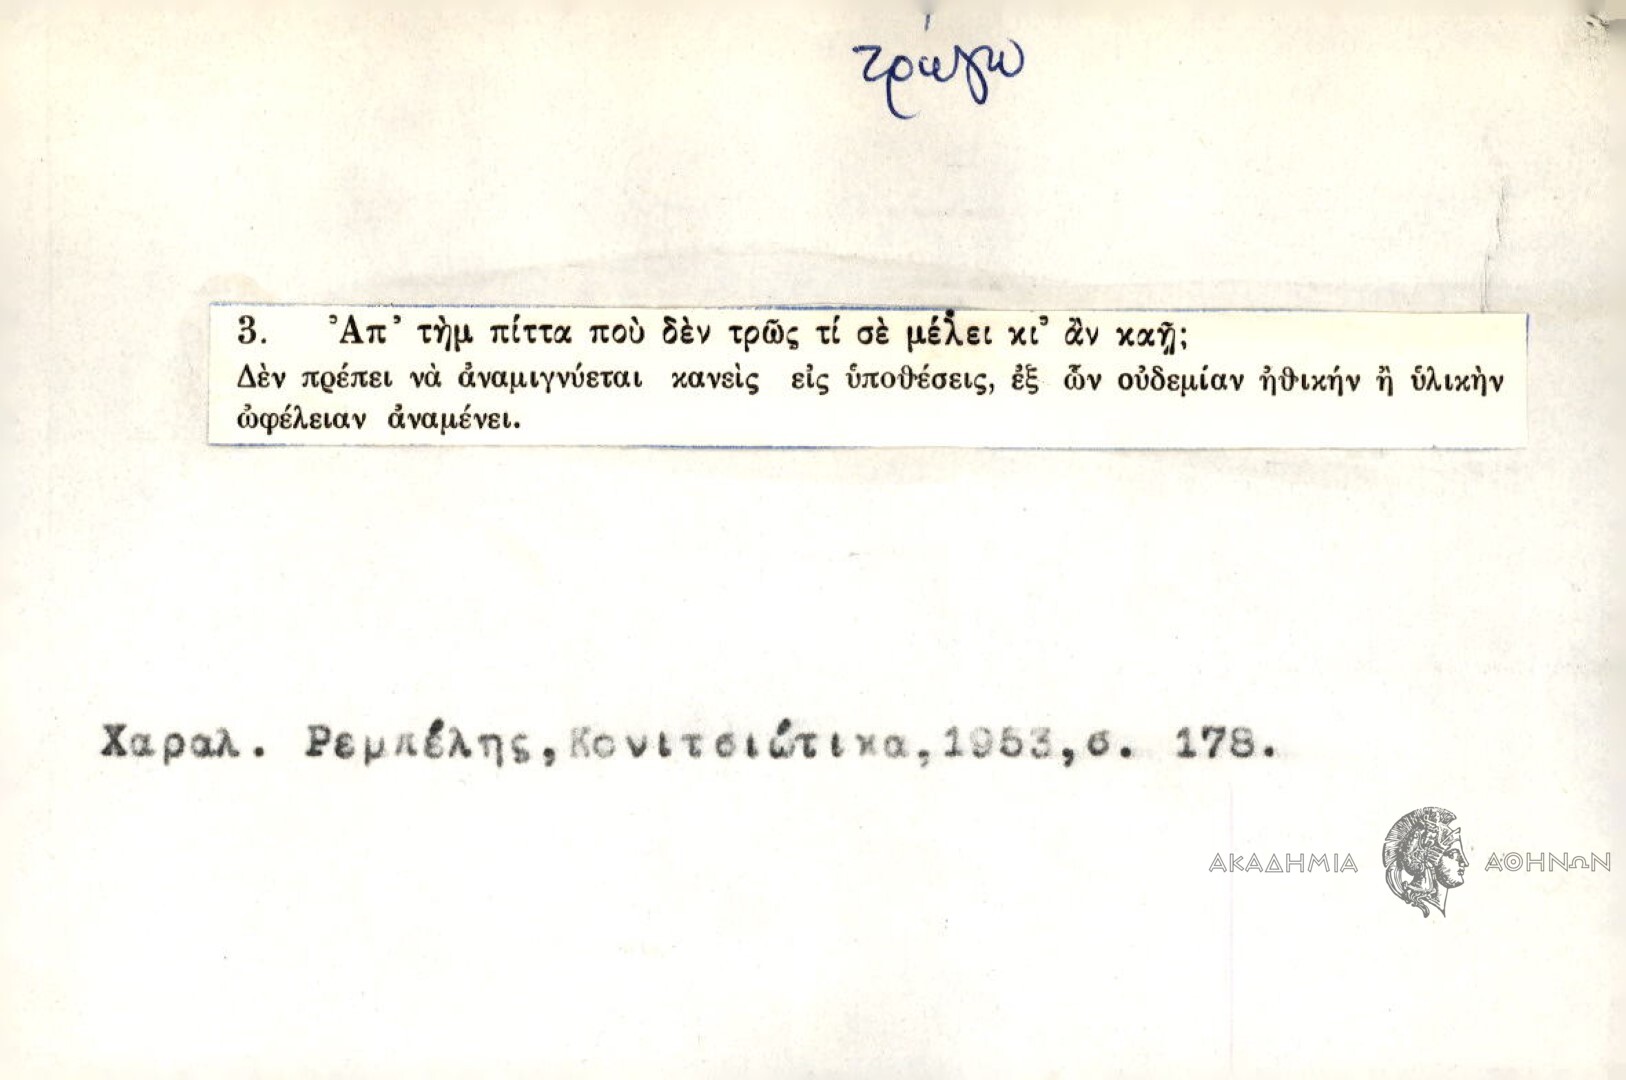 τρώγω
3. Ἀπ’ τὴμ πίττα ποὺ δὲν τρῶς τί σὲ μέλει κι’ ἂν καῇ;
Δὲν πρέπει νὰ ἀναμιγνύεται κανεὶς εἰς ὑποθέσεις, ἐξ ὧν οὐδεμίαν ἠθικήν ἢ ὑλικὴν
ὠφέλειαν ἀναμένει.
Χαραλ. Ρεμπέλης, Κονιτσιώτικα, 1953, σ. 178.
ΑΚΑΔΗΜΙΑ ΑΘΗΝΩΝ